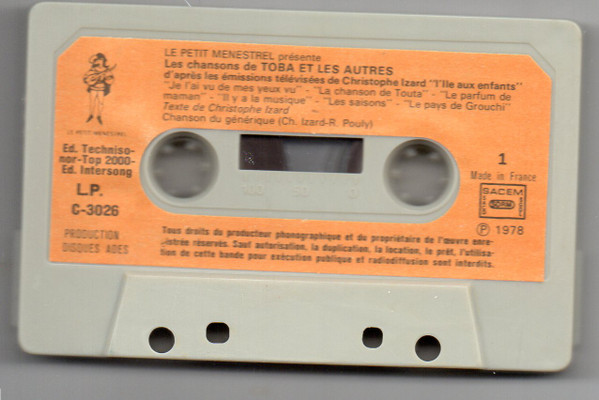 LE PETIT MENESTREL présente
Les chansons de TOBA ET LES AUTRES
d'après les émissions télévisées de Christophe Izard "l'Ile aux enfants"
"Je l'ai vu de mes yeux vu" - "La chanson de Touta" - "Le parfum de
maman" - "Il y a la musique" - "Les saisons" - "Le pays de Grouchi"
Texte de Christophe Izard
Chanson du générique (Ch. Izard-R. Pouly)
LE PETIT MENESTREL
Ed. Techniso-
nor-Top 2000-
Ed. Intersong
L.P.
C-3026
PRODUCTION
DISQUES ADES
100 50 0
1
Made in France
SACEM
SDRM
Ⓟ 1978
Tous droits du producteur phonographique et du propriétaire de l'œuvre enre-
gistrée réservés. Sauf autorisation, la duplication, la location, le prêt, l'utilisa-
tion de cette bande pour exécution publique et radiodiffusion sont interdits.